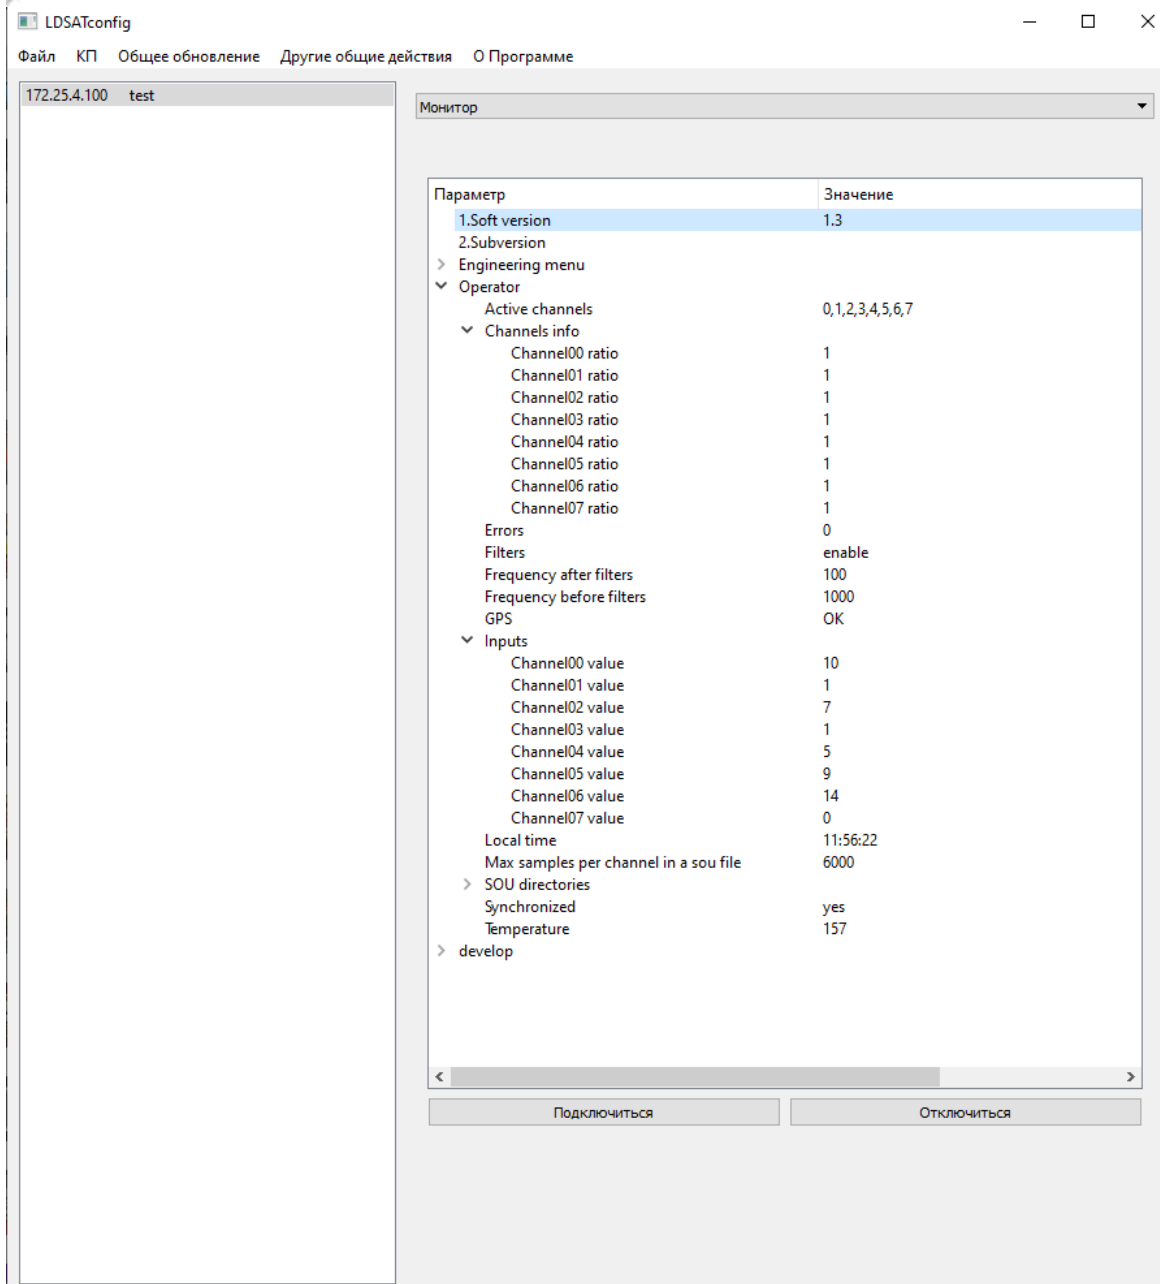 LDSATconfig
Файл КП Общее обновление Другие общие действия О Программе
172.25.4.100 test
Монитор
Параметр Значение
1.Soft version 1.3
2.Subversion
Engineering menu
Operator
Active channels 0,1,2,3,4,5,6,7
Channels info
Channel00 ratio 1
Channel01 ratio 1
Channel02 ratio 1
Channel03 ratio 1
Channel04 ratio 1
Channel05 ratio 1
Channel06 ratio 1
Channel07 ratio 1
Errors 0
Filters enable
Frequency after filters 100
Frequency before filters 1000
GPS OK
Inputs
Channel00 value 10
Channel01 value 1
Channel02 value 7
Channel03 value 1
Channel04 value 5
Channel05 value 9
Channel06 value 14
Channel07 value 0
Local time 11:56:22
Max samples per channel in a sou file 6000
SOU directories
Synchronized yes
Temperature 157
develop
Подключиться Отключиться